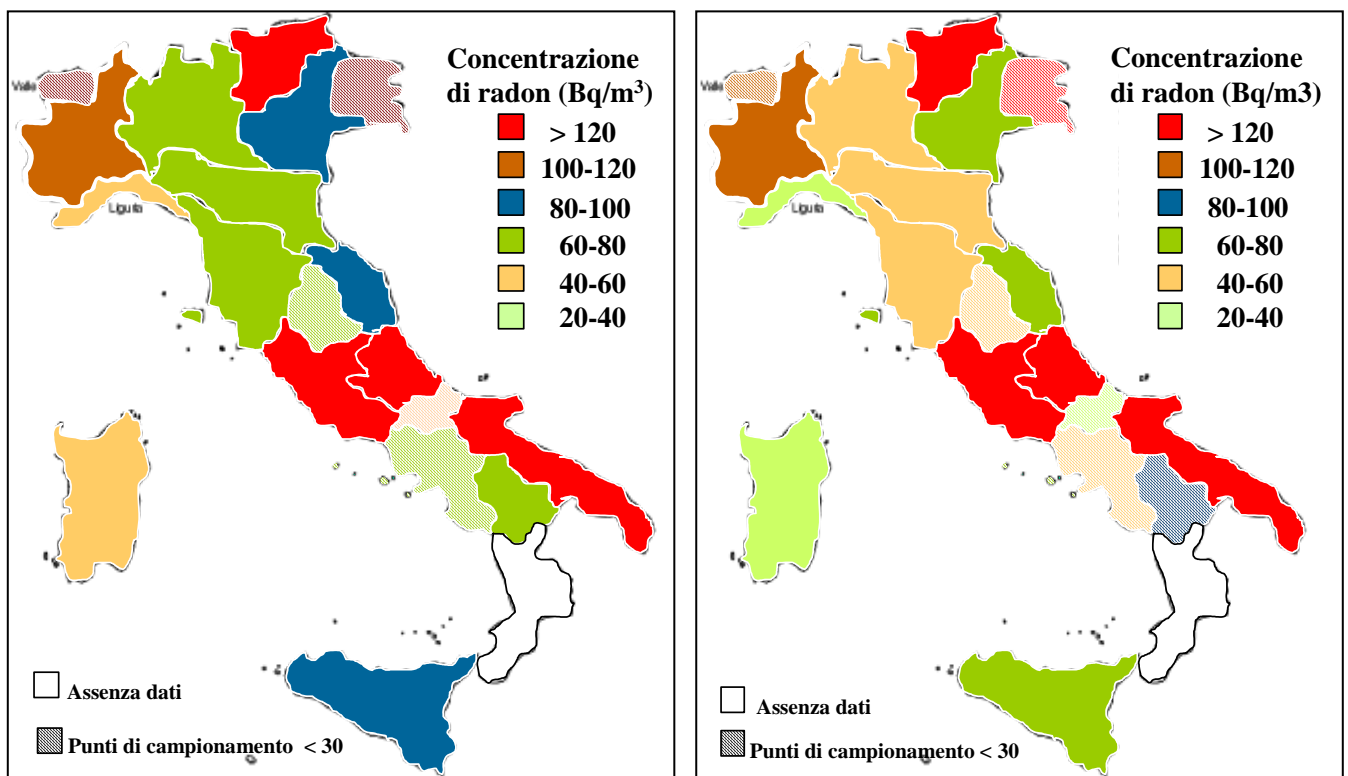 Concentrazione
di radon (Bq/m³)
> 120
100-120
80-100
60-80
40-60
20-40
Valle
Liguria
Assenza dati
Punti di campionamento < 30
Concentrazione
di radon (Bq/m3)
> 120
100-120
80-100
60-80
40-60
20-40
Valle
Liguria
Assenza dati
Punti di campionamento < 30